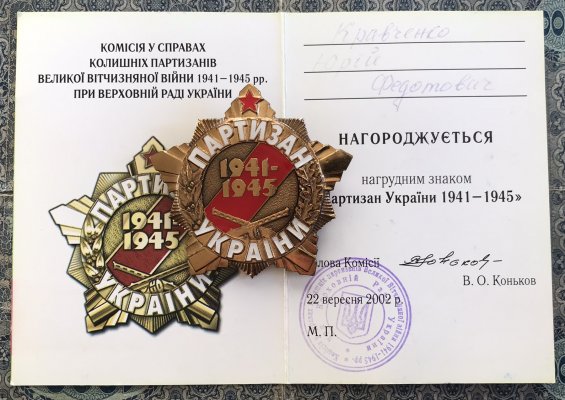 КОМІСІЯ У СПРАВАХ
КОЛИШНІХ ПАРТИЗАНІВ
ВЕЛИКОЇ ВІТЧИЗНЯНОЇ ВІЙНИ 1941–1945 рр.
ПРИ ВЕРХОВНІЙ РАДІ УКРАЇНИ
ПАРТИЗАН
1941-
1945
УКРАЇНИ
ПАРТИ
1941
1945
УКРАЇНИ
Кравченко
Юрій
Федотович
НАГОРОДЖУЄТЬСЯ
нагрудним знаком
артизан України 1941–1945»
лова Комісії
В. О. Коньков
22 вересня 2002 р.
М. П.